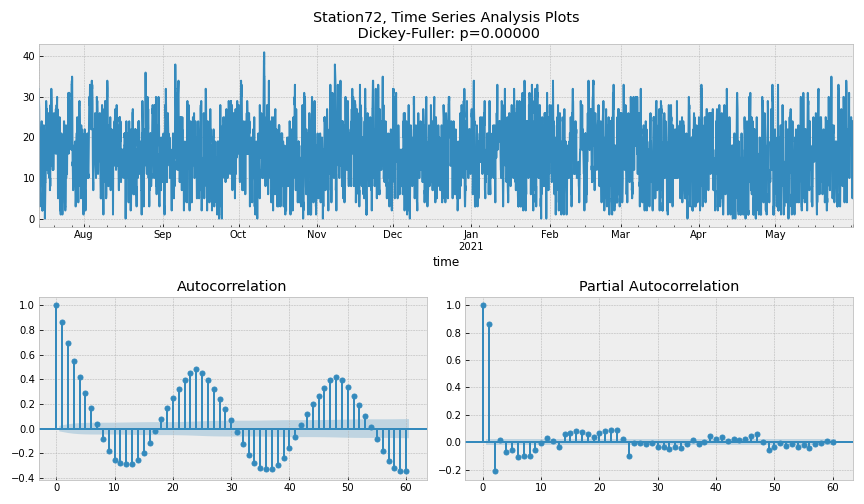 Station72, Time Series Analysis Plots
Dickey-Fuller: p=0.00000
40
30
20
10
0
Aug Sep Oct Nov Dec Jan Feb Mar Apr May
2021
time
Autocorrelation
1.0
0.8
0.6
0.4
0.2
0.0
−0.2
−0.4
0 10 20 30 40 50 60
Partial Autocorrelation
1.0
0.8
0.6
0.4
0.2
0.0
−0.2
0 10 20 30 40 50 60